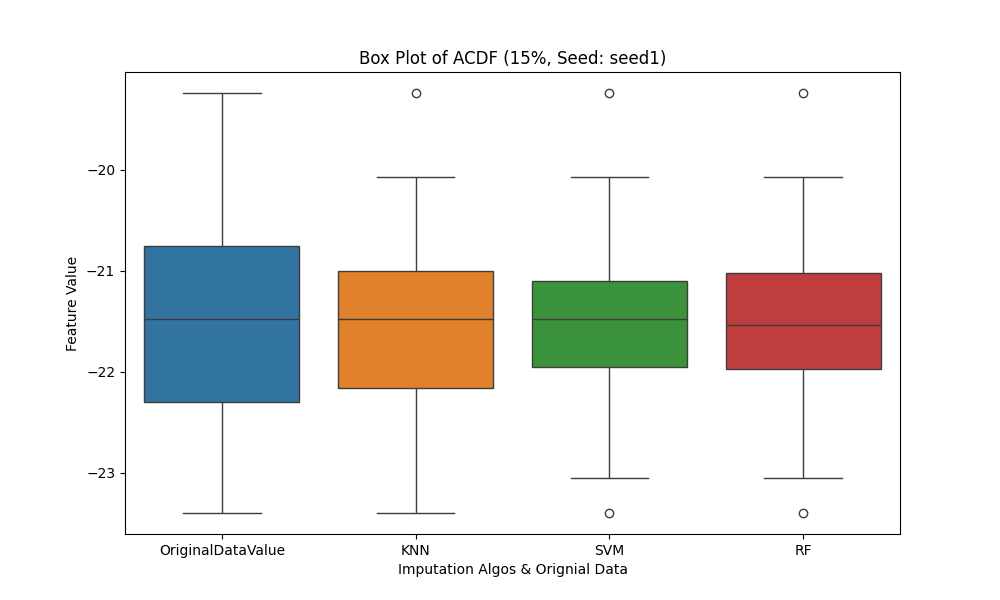 Box Plot of ACDF (15%, Seed: seed1)
−20
−21
−22
−23
Feature Value
OriginalDataValue
KNN
SVM
RF
Imputation Algos & Orignial Data